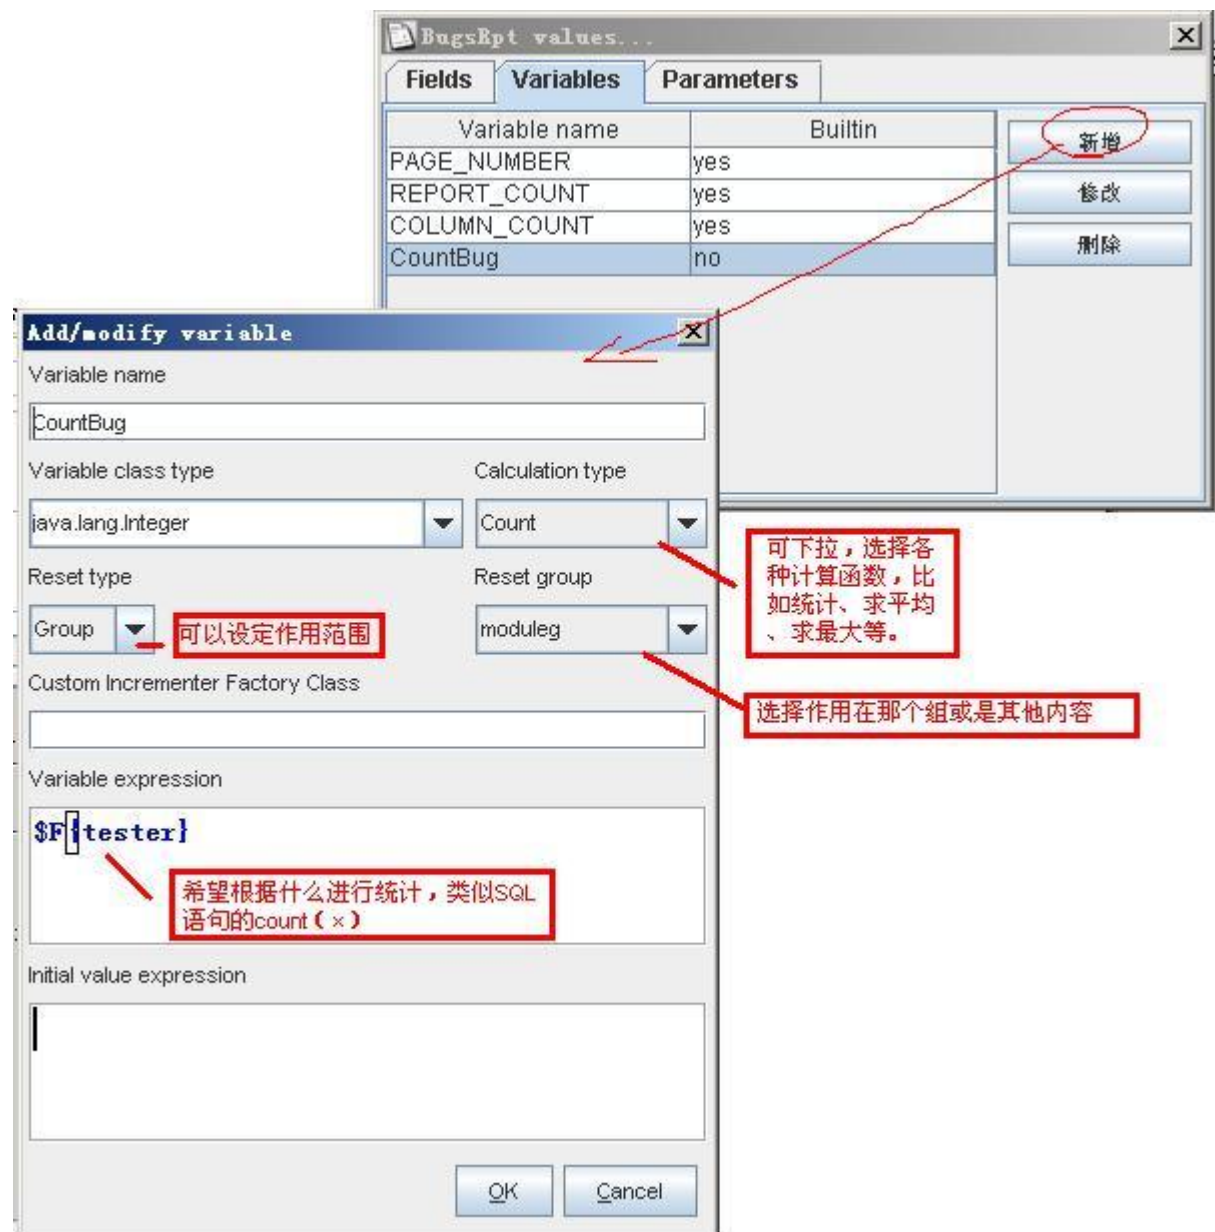 BugsRpt values...
Fields Variables Parameters
Variable name Builtin
PAGE_NUMBER yes
REPORT_COUNT yes
COLUMN_COUNT yes
CountBug no
新增
修改
删除
Add/modify variable
Variable name
CountBug
Variable class type Calculation type
java.lang.Integer Count
可下拉，选择各
种计算函数，比
如统计、求平均
、求最大等。
Reset type Reset group
Group 可以设定作用范围 moduleg
选择作用在那个组或是其他内容
Custom Incrementer Factory Class
Variable expression
$F{tester}
希望根据什么进行统计，类似SQL
语句的count（×）
Initial value expression
OK Cancel